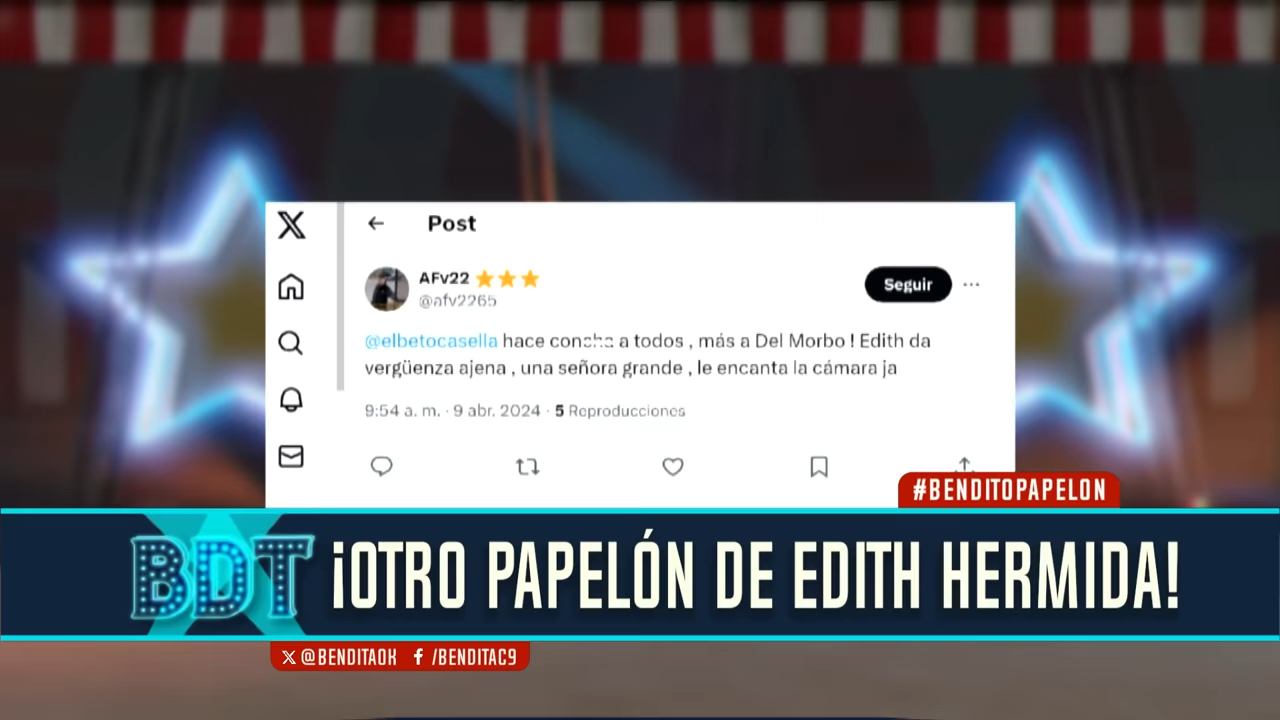 Post
AFv22
@afv2265
Seguir
@elbetocasella hace concha a todos , más a Del Morbo ! Edith da
vergüenza ajena , una señora grande , le encanta la cámara ja
9:54 a. m. · 9 abr. 2024 · 5 Reproducciones
#BENDITOPAPELON
BDT
¡OTRO PAPELÓN DE EDITH HERMIDA!
@BENDITAOK /BENDITAC9